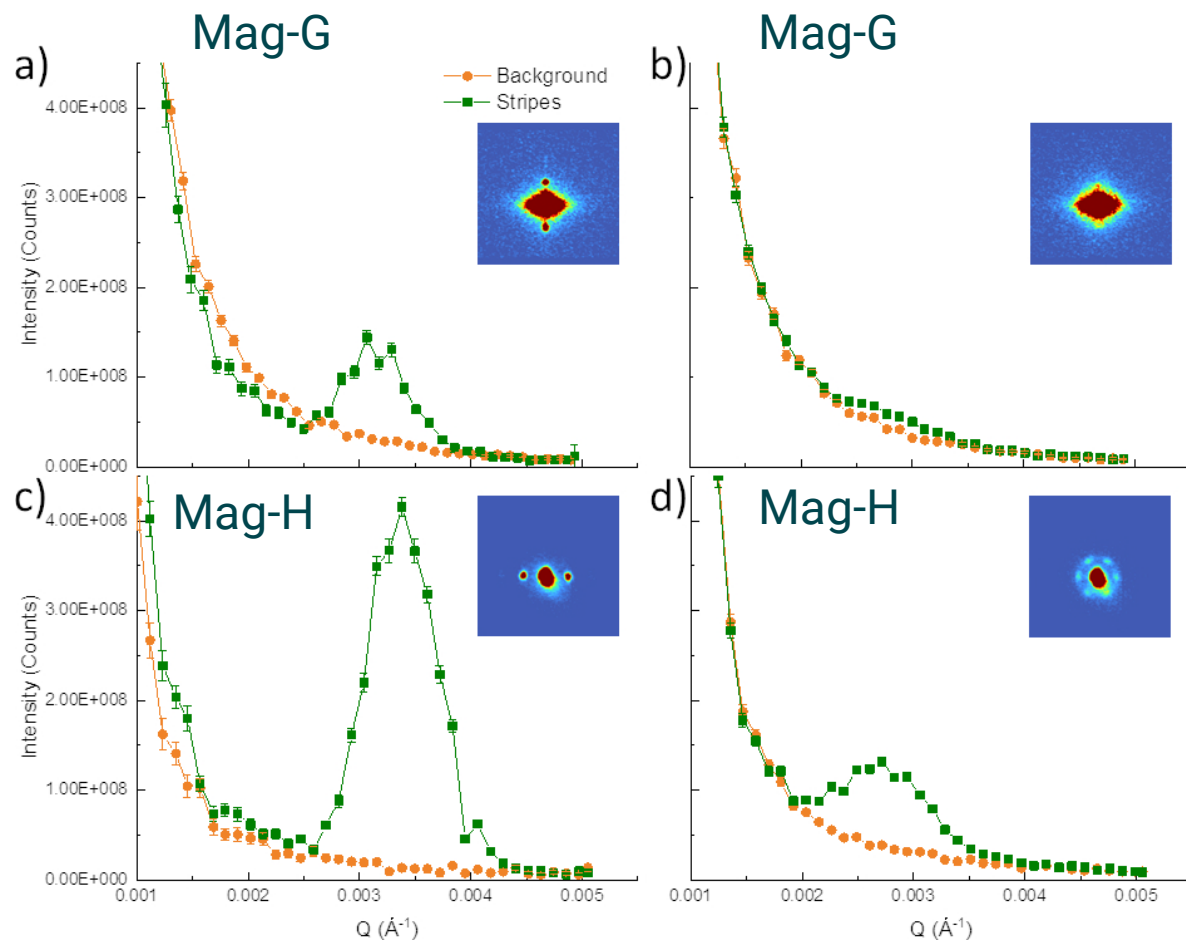 Mag-G
Mag-G
a)
b)
Background
Stripes
4.00E+008
3.00E+008
2.00E+008
1.00E+008
0.00E+000
Intensity (Counts)
c)
Mag-H
d)
Mag-H
4.00E+008
3.00E+008
2.00E+008
1.00E+008
0.00E+000
Intensity (Counts)
0.001 0.002 0.003 0.004 0.005
0.001 0.002 0.003 0.004 0.005
Q (Å⁻¹)
Q (Å⁻¹)